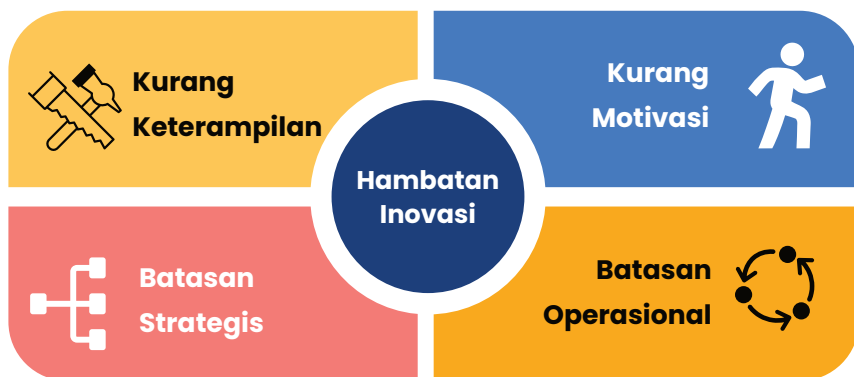 Kurang
Keterampilan
Kurang
Motivasi
Hambatan
Inovasi
Batasan
Strategis
Batasan
Operasional